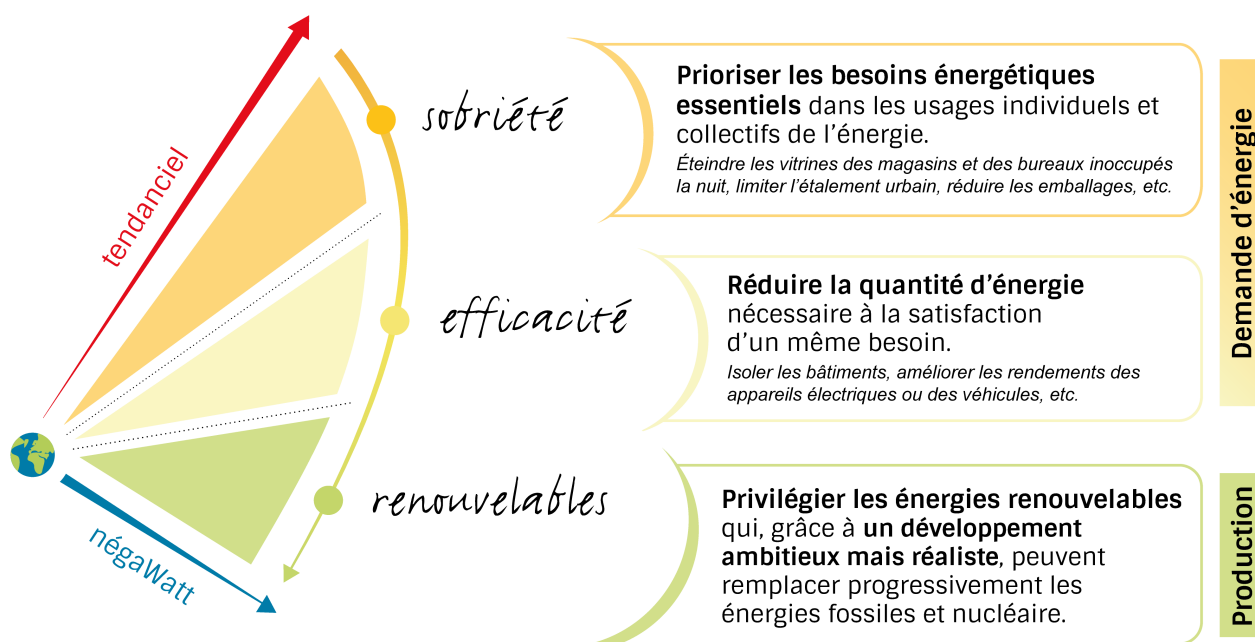 tendanciel
négaWatt
sobriété
Prioriser les besoins énergétiques
essentiels dans les usages individuels et
collectifs de l’énergie.
Éteindre les vitrines des magasins et des bureaux inoccupés
la nuit, limiter l’étalement urbain, réduire les emballages, etc.
efficacité
Réduire la quantité d’énergie
nécessaire à la satisfaction
d’un même besoin.
Isoler les bâtiments, améliorer les rendements des
appareils électriques ou des véhicules, etc.
Demande d’énergie
renouvelables
Privilégier les énergies renouvelables
qui, grâce à un développement
ambitieux mais réaliste, peuvent
remplacer progressivement les
énergies fossiles et nucléaire.
Production